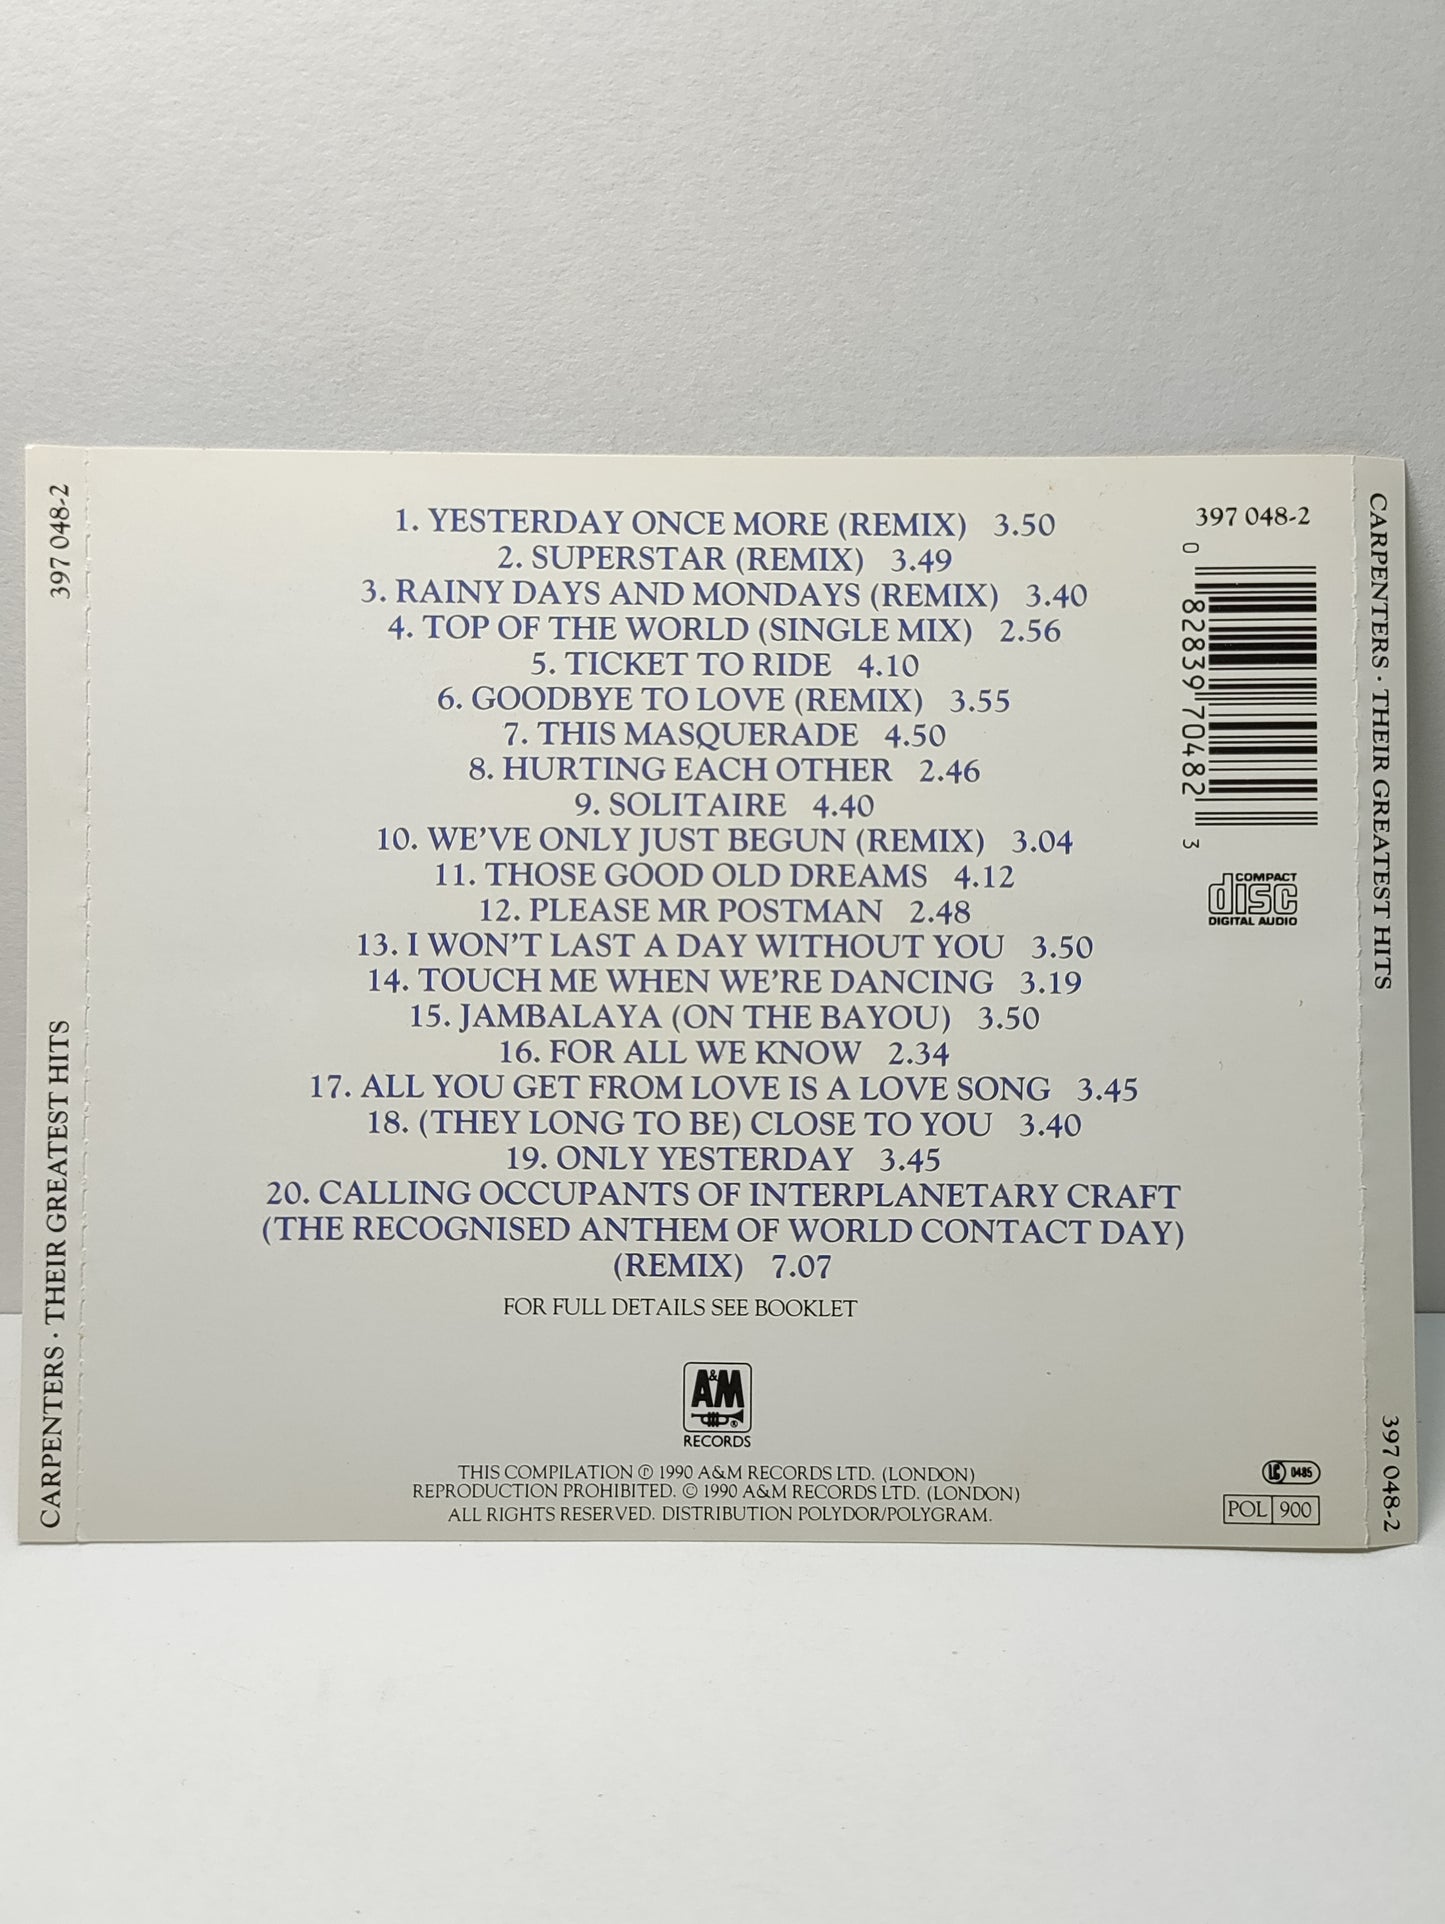 397 048-2
CARPENTERS · THEIR GREATEST HITS
1. YESTERDAY ONCE MORE (REMIX) 3.50
2. SUPERSTAR (REMIX) 3.49
3. RAINY DAYS AND MONDAYS (REMIX) 3.40
4. TOP OF THE WORLD (SINGLE MIX) 2.56
5. TICKET TO RIDE 4.10
6. GOODBYE TO LOVE (REMIX) 3.55
7. THIS MASQUERADE 4.50
8. HURTING EACH OTHER 2.46
9. SOLITAIRE 4.40
10. WE'VE ONLY JUST BEGUN (REMIX) 3.04
11. THOSE GOOD OLD DREAMS 4.12
12. PLEASE MR POSTMAN 2.48
13. I WON'T LAST A DAY WITHOUT YOU 3.50
14. TOUCH ME WHEN WE'RE DANCING 3.19
15. JAMBALAYA (ON THE BAYOU) 3.50
16. FOR ALL WE KNOW 2.34
17. ALL YOU GET FROM LOVE IS A LOVE SONG 3.45
18. (THEY LONG TO BE) CLOSE TO YOU 3.40
19. ONLY YESTERDAY 3.45
20. CALLING OCCUPANTS OF INTERPLANETARY CRAFT
(THE RECOGNISED ANTHEM OF WORLD CONTACT DAY)
(REMIX) 7.07
FOR FULL DETAILS SEE BOOKLET
A&M
®
RECORDS
THIS COMPILATION ℗ 1990 A&M RECORDS LTD. (LONDON)
REPRODUCTION PROHIBITED. © 1990 A&M RECORDS LTD. (LONDON)
ALL RIGHTS RESERVED. DISTRIBUTION POLYDOR/POLYGRAM.
397 048-2
0 82839 70482 3
COMPACT
disc
DIGITAL AUDIO
LC 0485
POL 900
CARPENTERS · THEIR GREATEST HITS
397 048-2